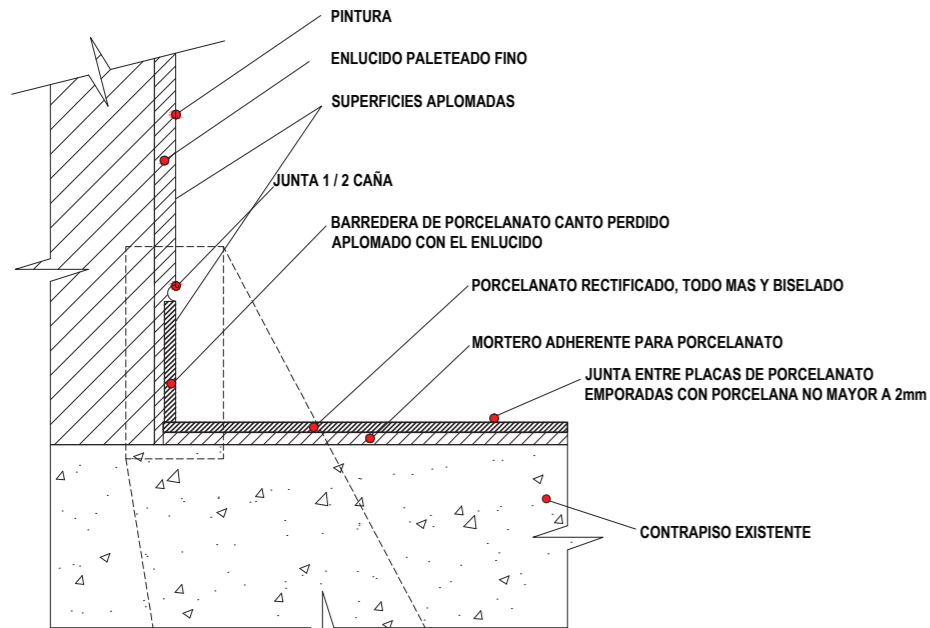 PINTURA
ENLUCIDO PALETEADO FINO
SUPERFICIES APLOMADAS
JUNTA 1 / 2 CAÑA
BARREDERA DE PORCELANATO CANTO PERDIDO
APLOMADO CON EL ENLUCIDO
PORCELANATO RECTIFICADO, TODO MAS Y BISELADO
MORTERO ADHERENTE PARA PORCELANATO
JUNTA ENTRE PLACAS DE PORCELANATO
EMPORADAS CON PORCELANA NO MAYOR A 2mm
CONTRAPISO EXISTENTE